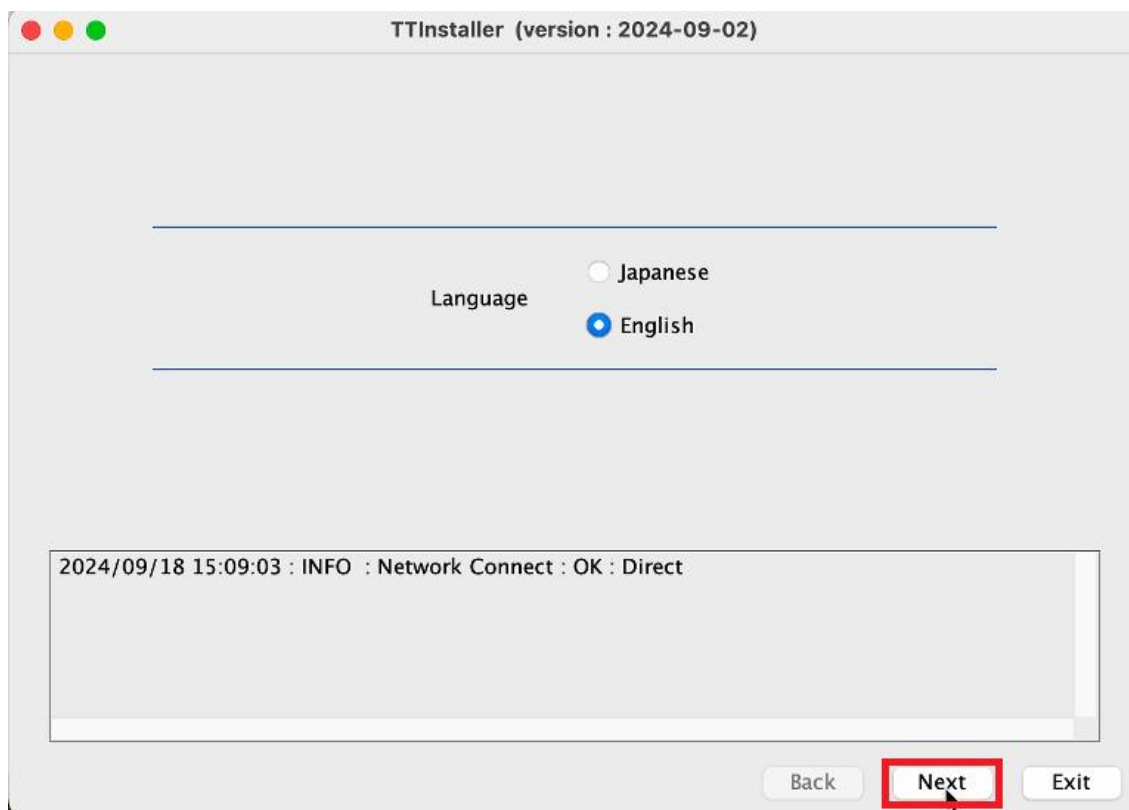 TTInstaller (version : 2024-09-02)
Japanese
Language
English
2024/09/18 15:09:03 : INFO : Network Connect : OK : Direct
Back Next Exit